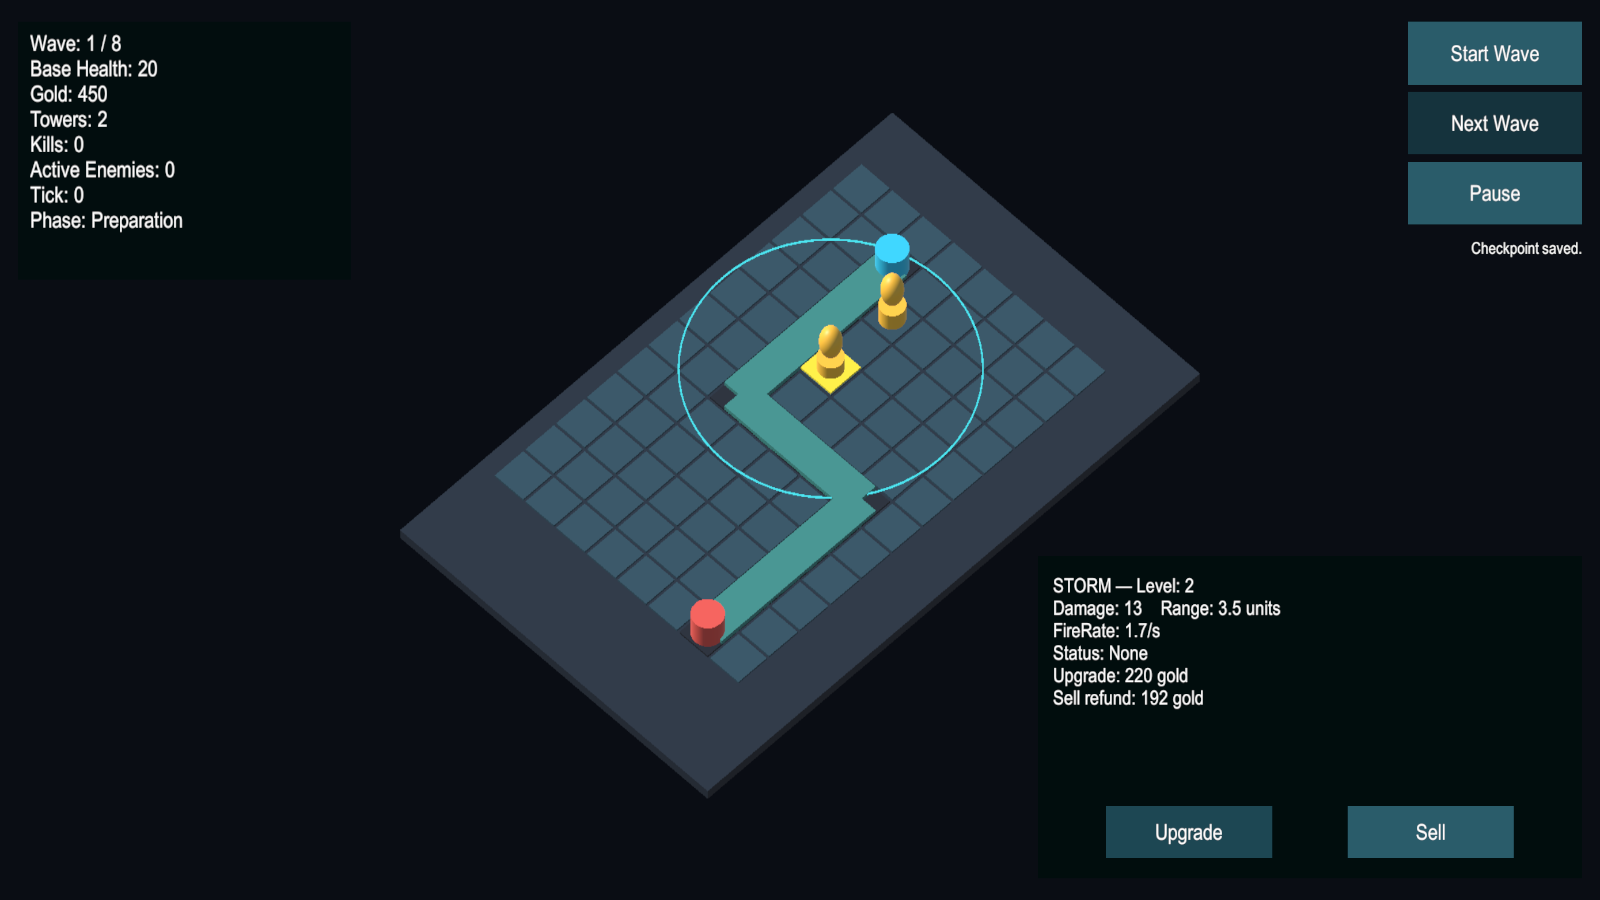 Wave: 1 / 8
Base Health: 20
Gold: 450
Towers: 2
Kills: 0
Active Enemies: 0
Tick: 0
Phase: Preparation
Start Wave
Next Wave
Pause
Checkpoint saved.
STORM — Level: 2
Damage: 13    Range: 3.5 units
FireRate: 1.7/s
Status: None
Upgrade: 220 gold
Sell refund: 192 gold
Upgrade
Sell